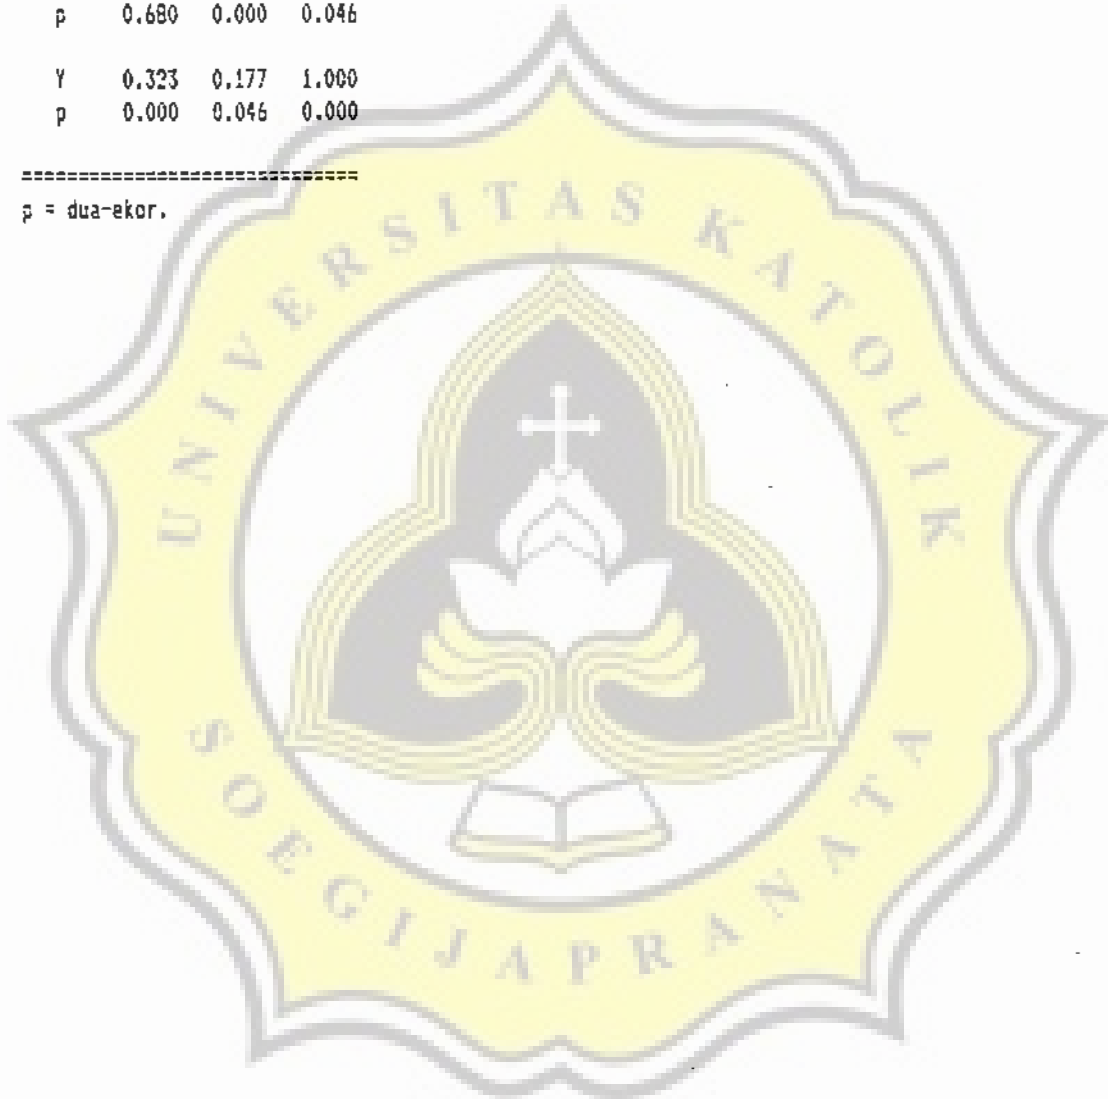 p 0.680 0.000 0.046
Y 0.323 0.177 1.000
p 0.000 0.046 0.000
==============================
p = dua-ekor.
UNIVERSITAS KATOLIK
SOEGIJAPRANATA